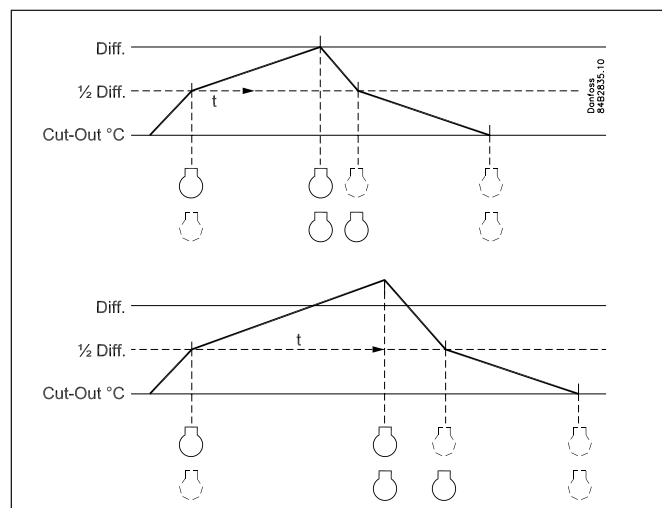 Diff.
½ Diff.
t
Cut-Out °C
Danfoss
84B2835.10
Diff.
½ Diff.
t
Cut-Out °C